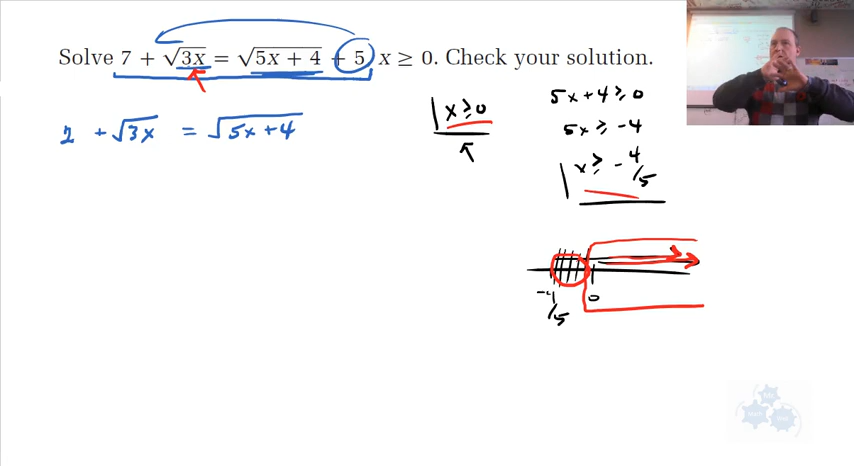 Solve 7 + √3x = √5x + 4 + 5, x ≥ 0. Check your solution.
2 + √3x = √5x + 4
x ≥ 0
5x + 4 ≥ 0
5x ≥ -4
x ≥ -4/5
-4/5 0